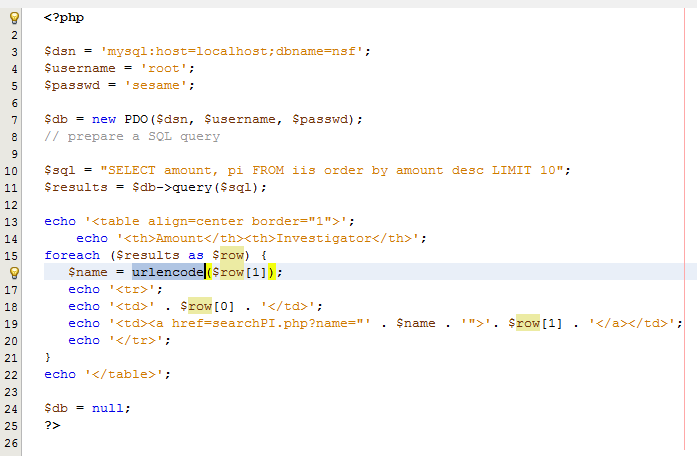 <?php
2
3 $dsn = 'mysql:host=localhost;dbname=nsf';
4 $username = 'root';
5 $passwd = 'sesame';
6
7 $db = new PDO($dsn, $username, $passwd);
8 // prepare a SQL query
9
10 $sql = "SELECT amount, pi FROM iis order by amount desc LIMIT 10";
11 $results = $db->query($sql);
12
13 echo '<table align=center border="1">';
14     echo '<th>Amount</th><th>Investigator</th>';
15 foreach ($results as $row) {
   $name = urlencode($row[1]);
17    echo '<tr>';
18    echo '<td>' . $row[0] . '</td>';
19    echo '<td><a href=searchPI.php?name="' . $name . '">'. $row[1] . '</a></td>';
20    echo '</tr>';
21 }
22 echo '</table>';
23
24 $db = null;
25 ?>
26